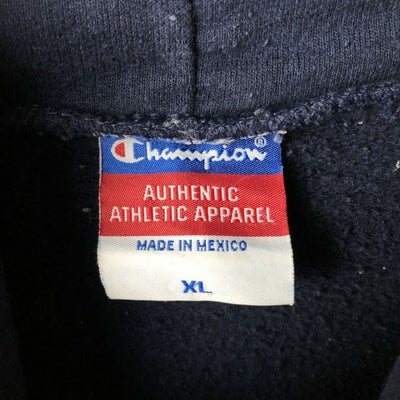 Champion®
AUTHENTIC
ATHLETIC APPAREL
MADE IN MEXICO
XL